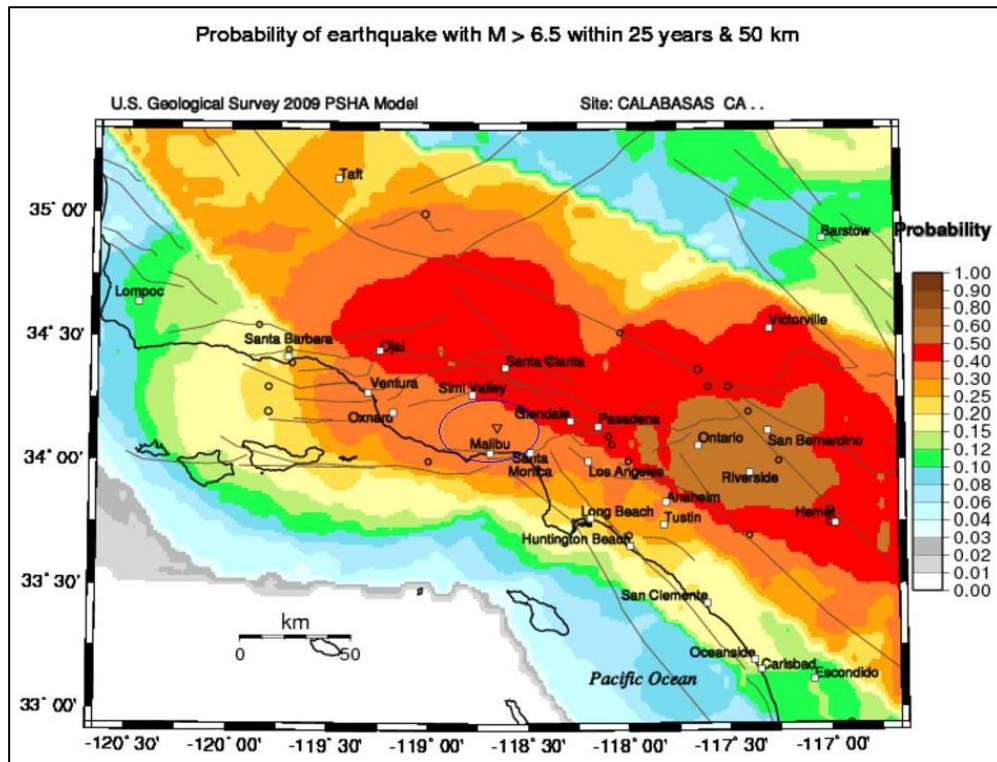 Probability of earthquake with M > 6.5 within 25 years & 50 km
U.S. Geological Survey 2009 PSHA Model
Site: CALABASAS CA . .
35° 00'
34° 30'
34° 00'
33° 30'
33° 00'
Taft
Barstow
Lompoc
Victorville
Santa Barbara
Ojai
Santa Clarita
Ventura
Simi Valley
Oxnard
Glendale
Pasadena
Malibu
Santa
Monica
Los Angeles
Ontario
San Bernardino
Riverside
Anaheim
Long Beach
Tustin
Hemet
Huntington Beach
San Clemente
Oceanside
Carlsbad
Escondido
Pacific Ocean
km
0
50
Probability
1.00
0.90
0.80
0.60
0.50
0.40
0.30
0.25
0.20
0.15
0.12
0.10
0.08
0.06
0.04
0.03
0.02
0.01
0.00
-120° 30'
-120° 00'
-119° 30'
-119° 00'
-118° 30'
-118° 00'
-117° 30'
-117° 00'